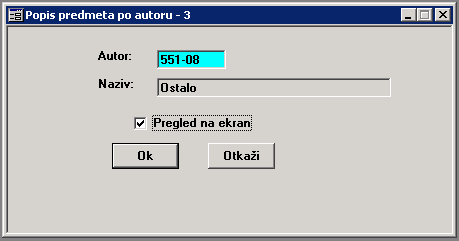 Popis predmeta po autoru - 3
Autor: 551-08
Naziv: Ostalo
Pregled na ekran
Ok Otkaži